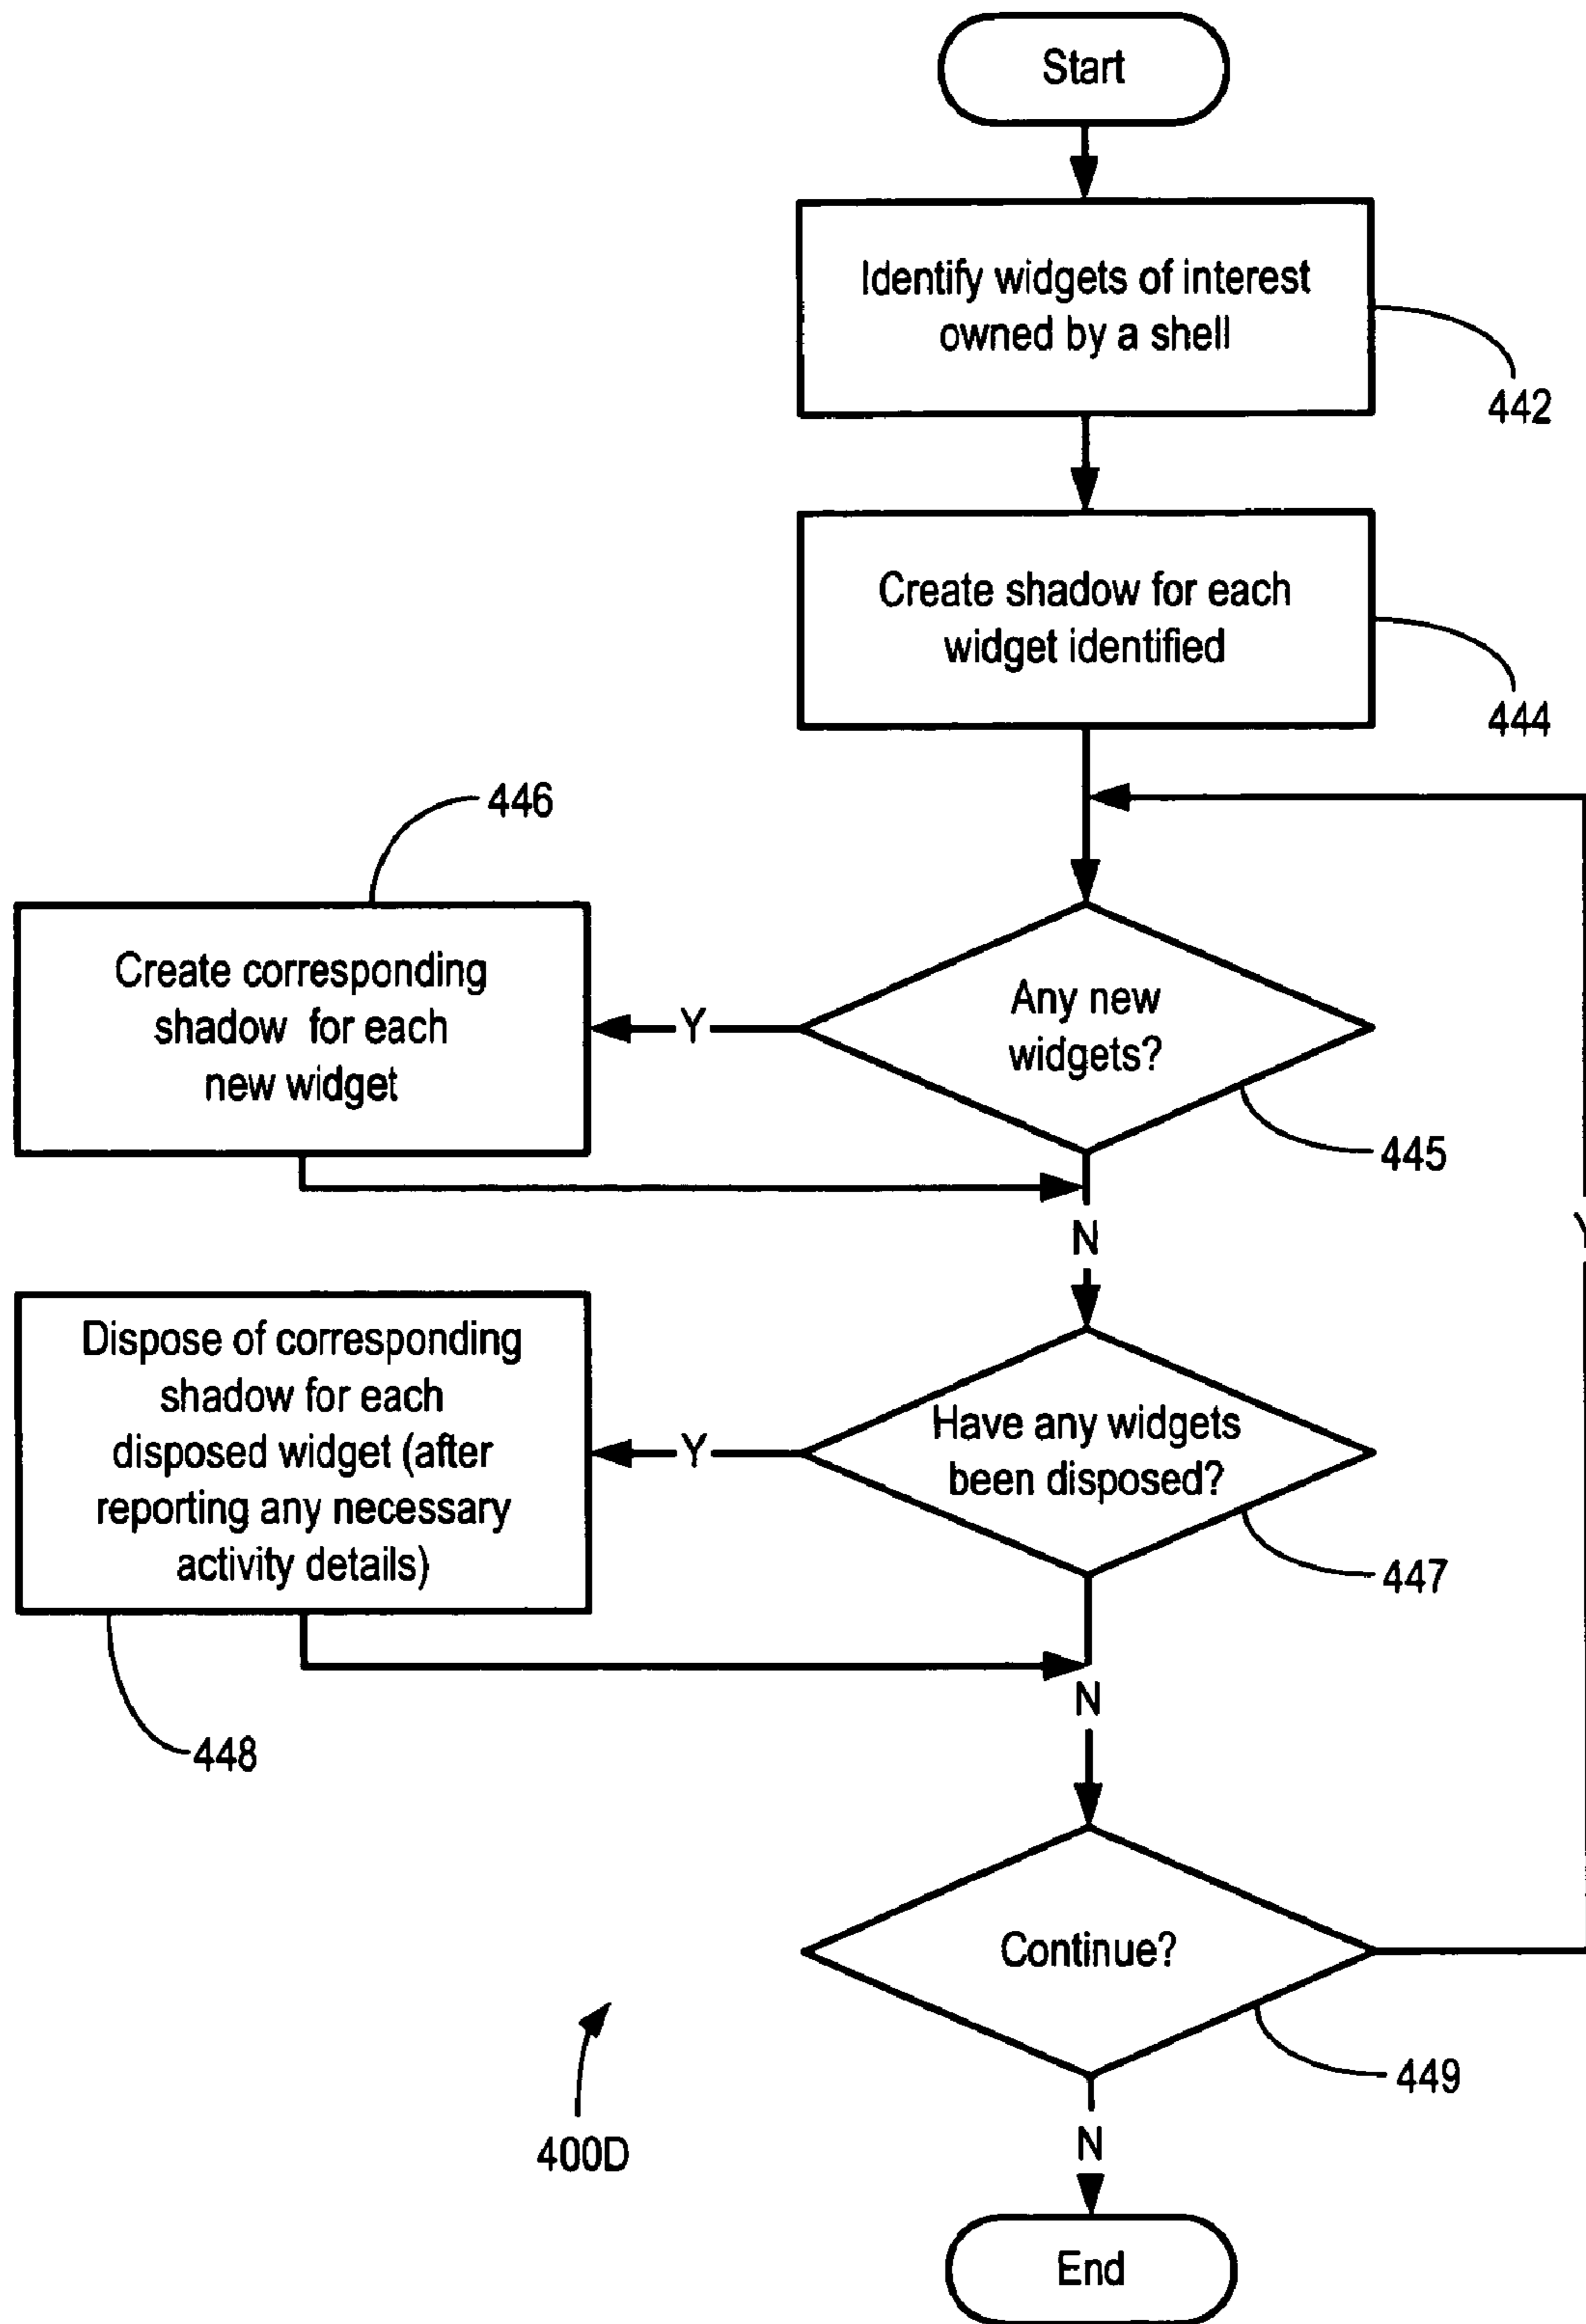 Start
Identify widgets of interest
owned by a shell
442
Create shadow for each
widget identified
444
446
Create corresponding
shadow for each
new widget
Y
Any new
widgets?
445
N
Dispose of corresponding
shadow for each
disposed widget (after
reporting any necessary
activity details)
Y
Have any widgets
been disposed?
447
448
N
Continue?
449
400D
N
End